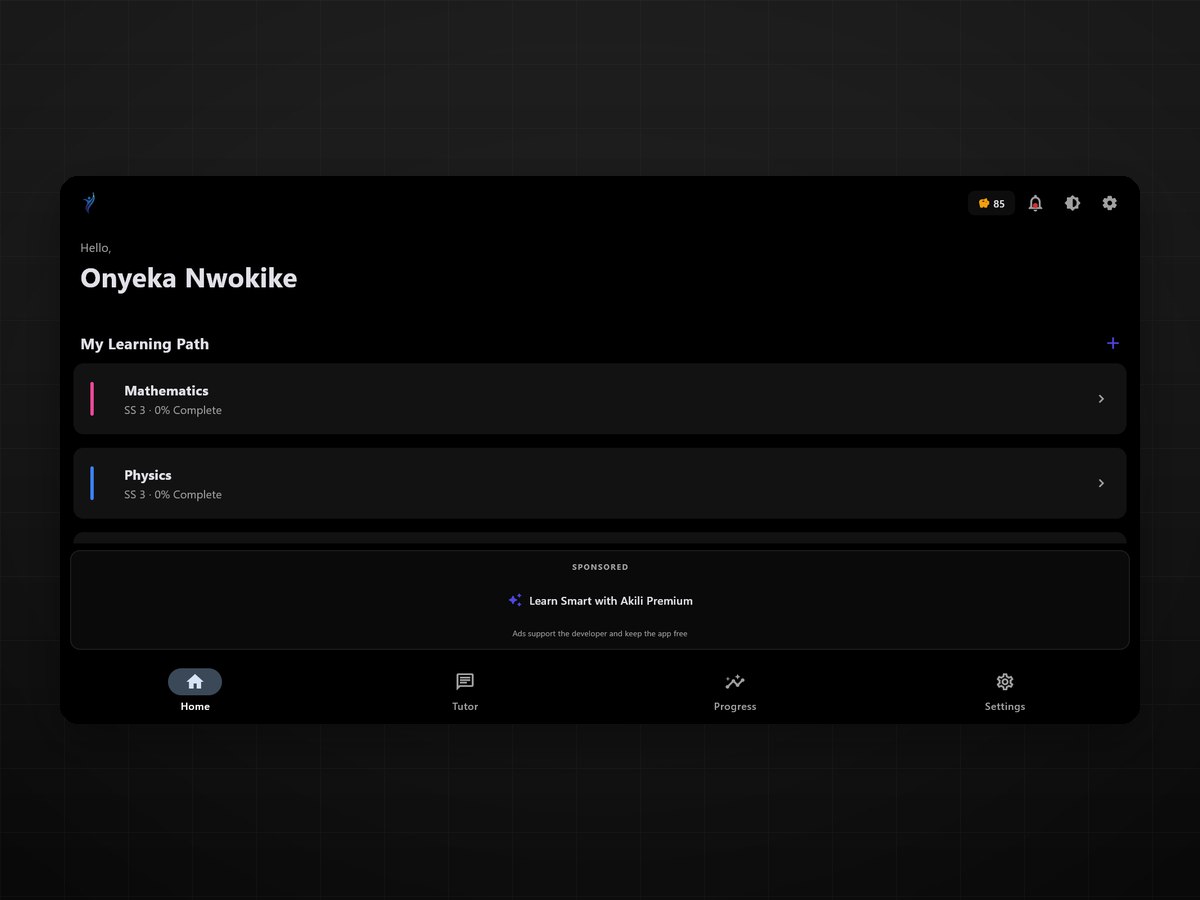 85
Hello,
Onyeka Nwokike
My Learning Path
Mathematics
SS 3 · 0% Complete
Physics
SS 3 · 0% Complete
SPONSORED
Learn Smart with Akili Premium
Ads support the developer and keep the app free
Home
Tutor
Progress
Settings